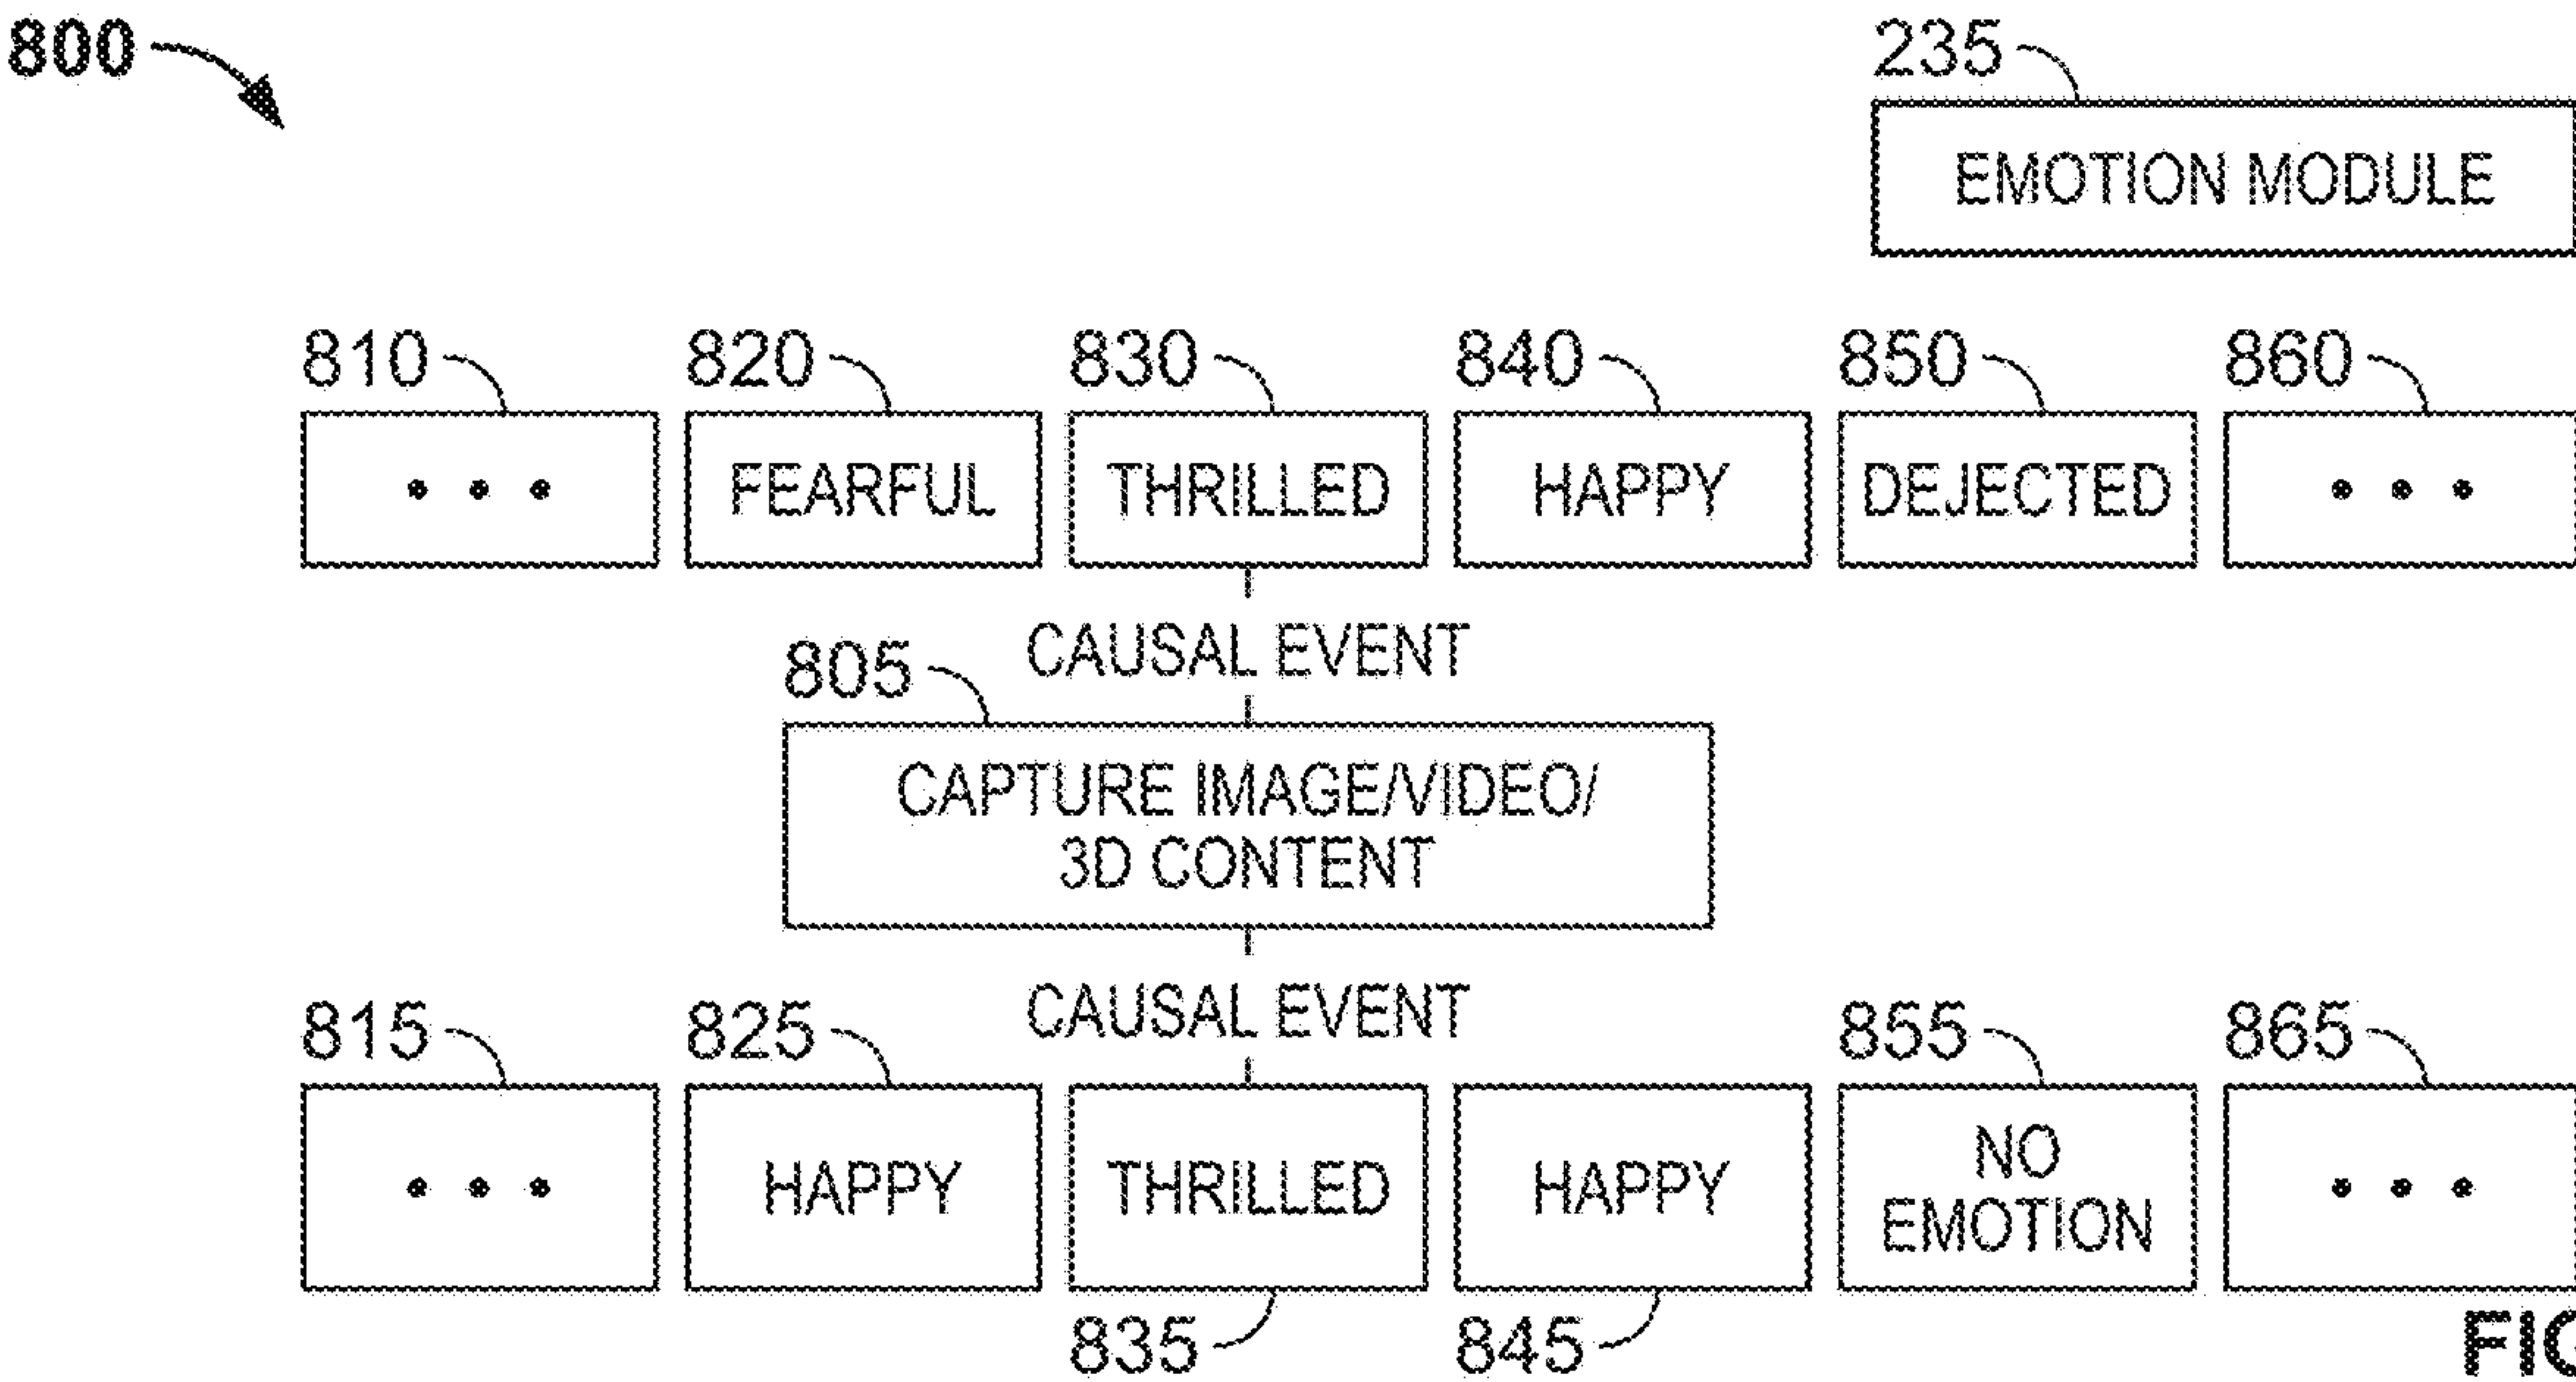 800
235
EMOTION MODULE
810 820 830 840 850 860
• • • FEARFUL THRILLED HAPPY DEJECTED • • •
CAUSAL EVENT
805
CAPTURE IMAGE/VIDEO/
3D CONTENT
CAUSAL EVENT
815 825 855 865
• • • HAPPY THRILLED HAPPY NO EMOTION • • •
835 845